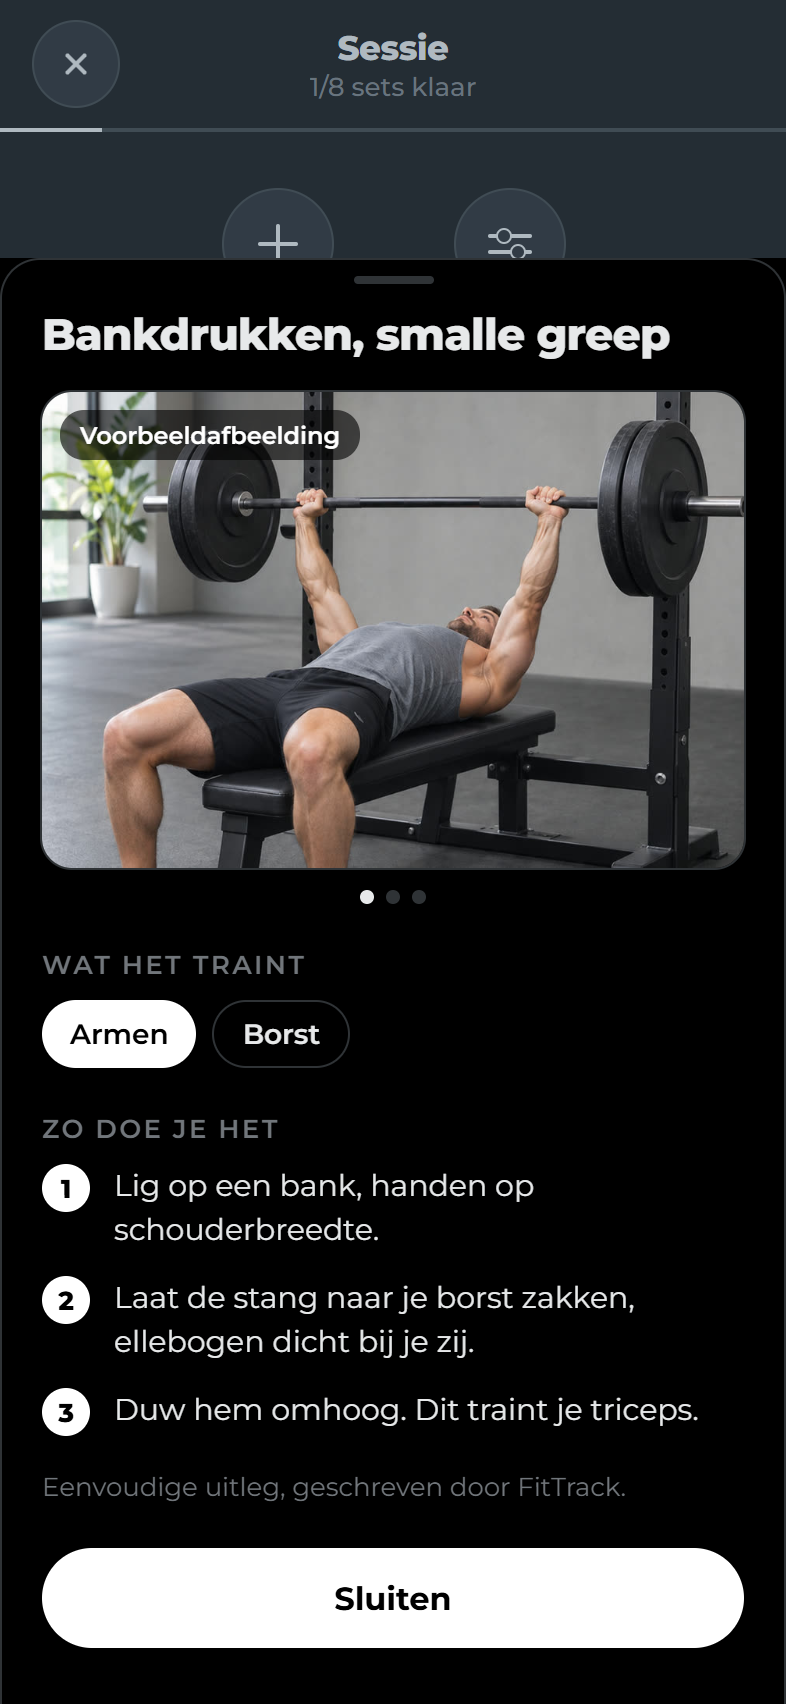 Sessie
1/8 sets klaar
Bankdrukken, smalle greep
Voorbeeldafbeelding
WAT HET TRAINT
Armen
Borst
ZO DOE JE HET
1 Lig op een bank, handen op
schouderbreedte.
2 Laat de stang naar je borst zakken,
ellebogen dicht bij je zij.
3 Duw hem omhoog. Dit traint je triceps.
Eenvoudige uitleg, geschreven door FitTrack.
Sluiten